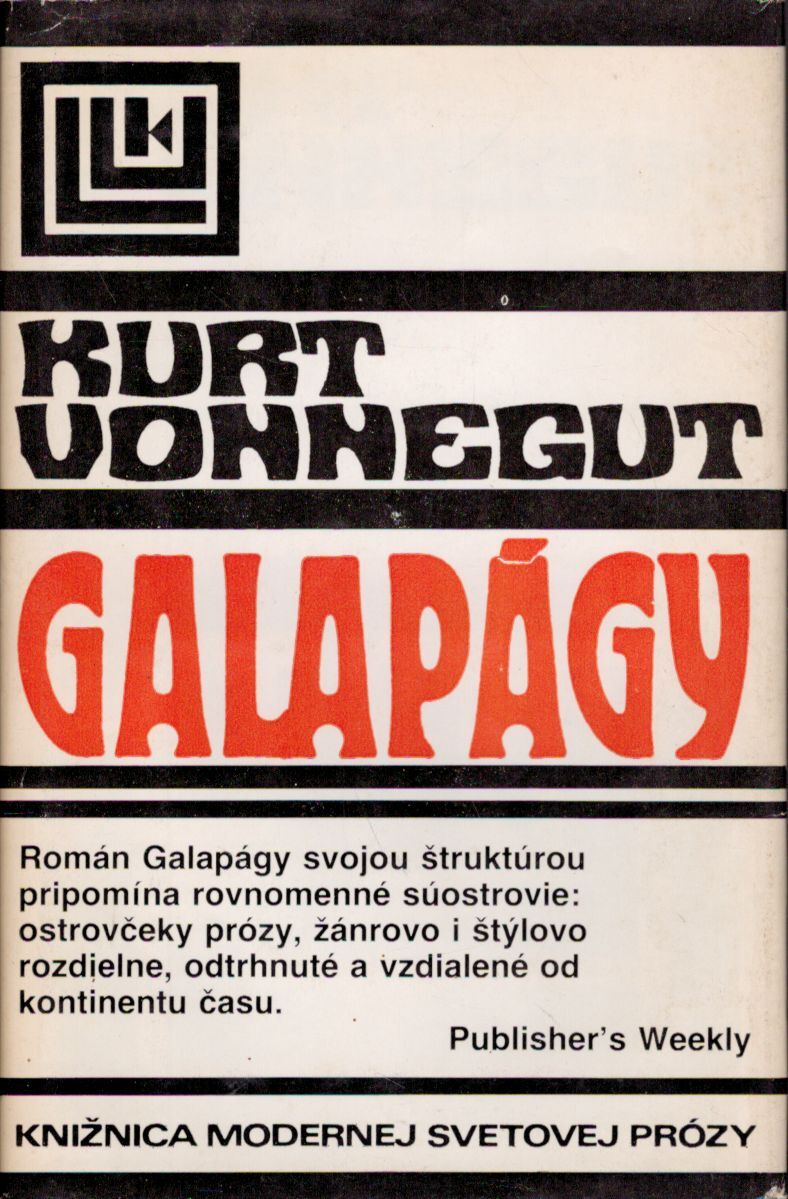 KURT
VONNEGUT
GALAPÁGY
Román Galapágy svojou štruktúrou
pripomína rovnomenné súostrovie:
ostrovčeky prózy, žánrovo i štýlovo
rozdielne, odtrhnuté a vzdialené od
kontinentu času.
Publisher's Weekly
KNIŽNICA MODERNEJ SVETOVEJ PRÓZY